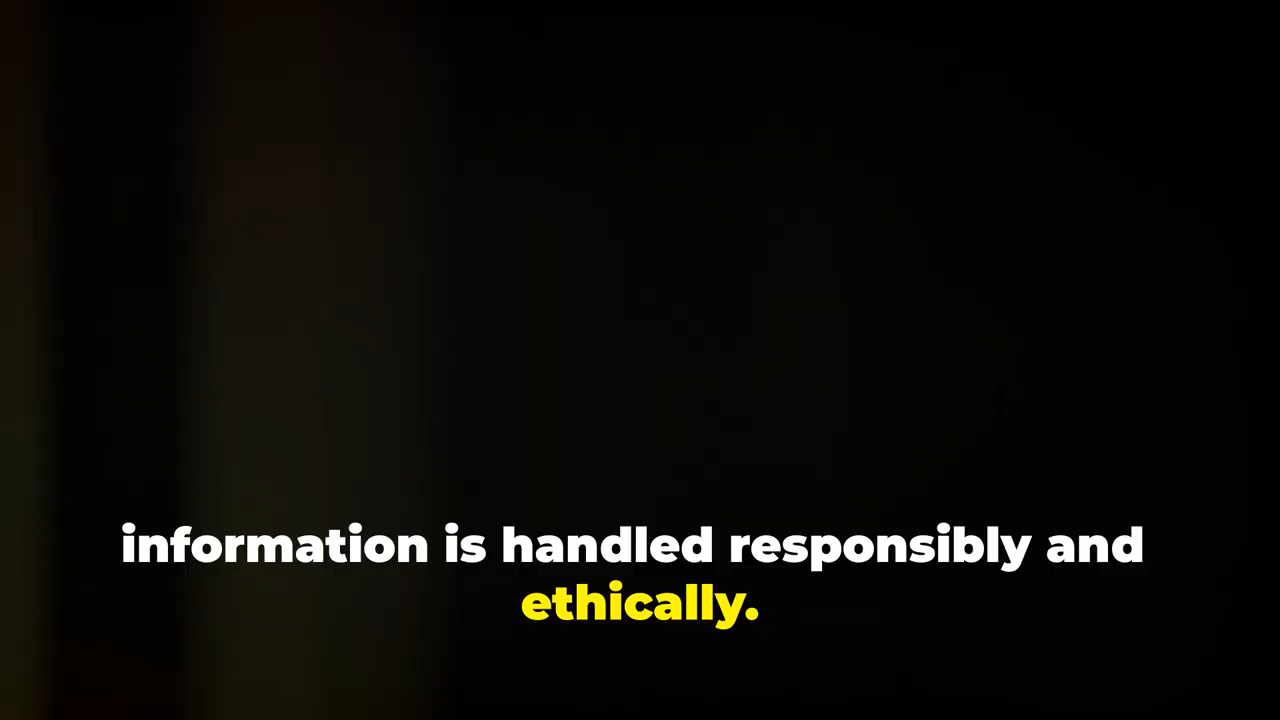 information is handled responsibly and
ethically.